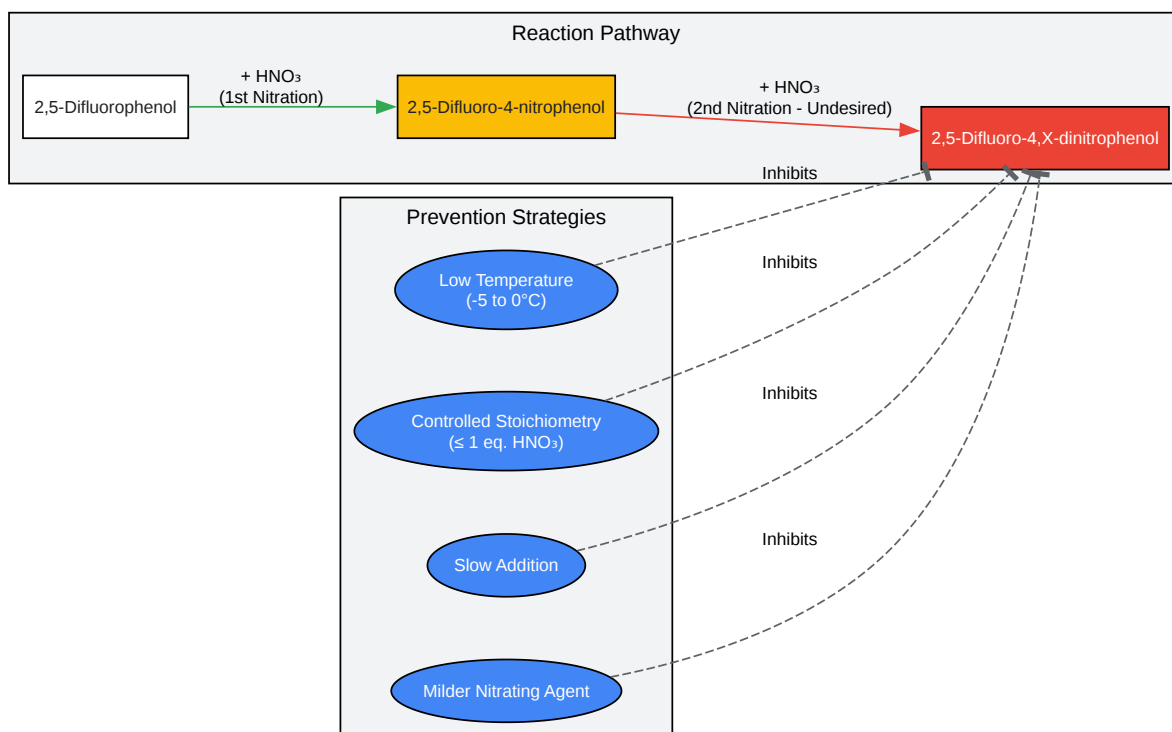 Reaction Pathway
2,5-Difluorophenol
+ HNO₃
(1st Nitration)
2,5-Difluoro-4-nitrophenol
+ HNO₃
(2nd Nitration - Undesired)
2,5-Difluoro-4,X-dinitrophenol
Inhibits
Prevention Strategies
Low Temperature
(-5 to 0°C)
Inhibits
Controlled Stoichiometry
(≤ 1 eq. HNO₃)
Inhibits
Slow Addition
Inhibits
Milder Nitrating Agent